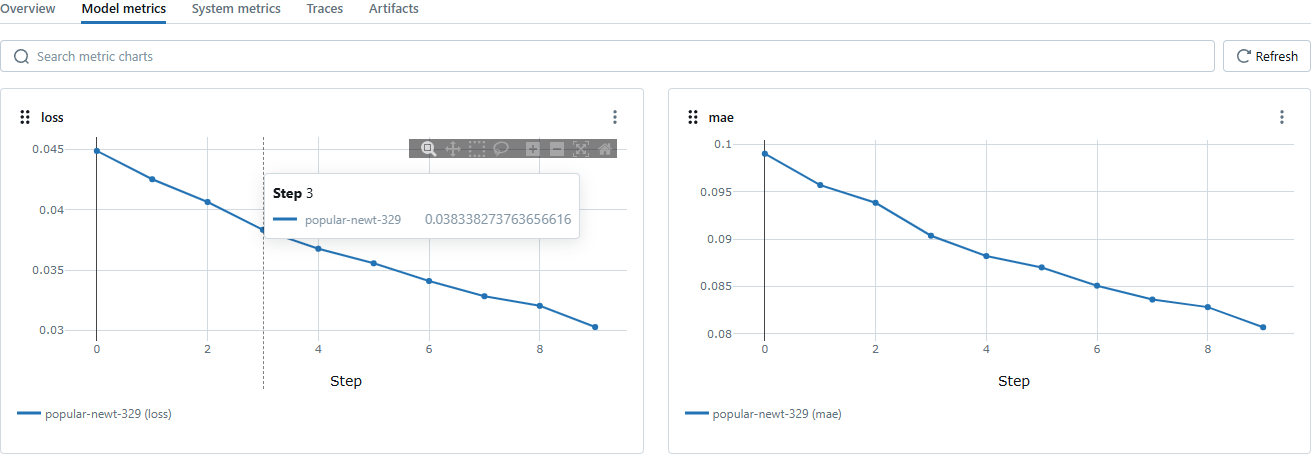 Overview Model metrics System metrics Traces Artifacts
Search metric charts
Refresh
loss
0.045
0.04
0.035
0.03
0 2 4 6 8
Step 3
popular-newt-329 0.038338273763656616
Step
popular-newt-329 (loss)
mae
0.1
0.095
0.09
0.085
0.08
0 2 4 6 8
Step
popular-newt-329 (mae)